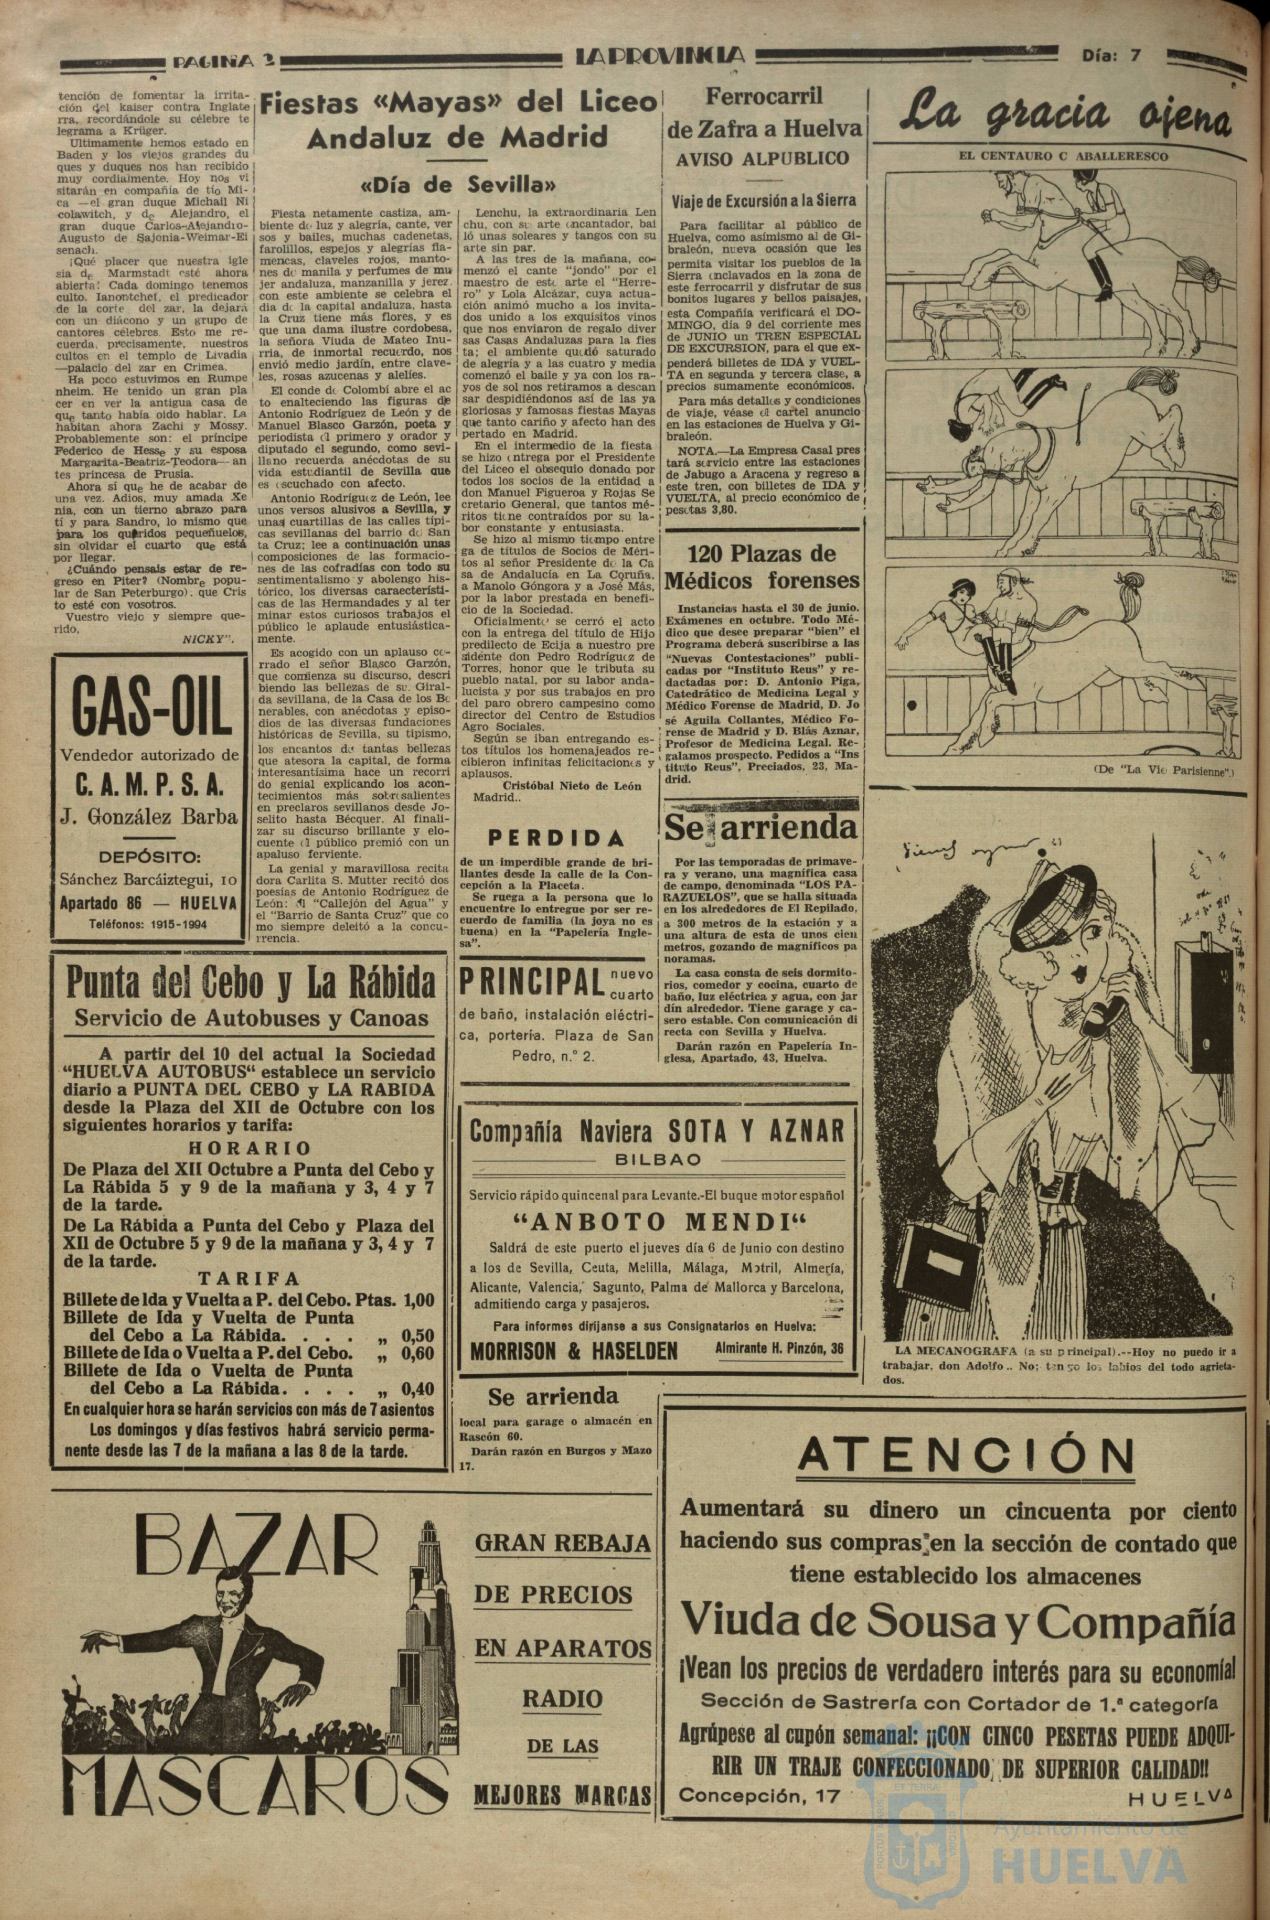 PAGINA 2
LA PROVINCIA
Día: 7
tención de fomentar la irrita-
ción del kaiser contra Inglate
rra, recordándole su célebre te
legrama a Krüger.
Ultimamente hemos estado en
Baden y los viejos grandes du
ques y duques nos han recibido
muy cordialmente. Hoy nos vi
sitarán en compañía de tío Mi-
ca —el gran duque Michail Ni
colawitch, y de Alejandro, el
gran duque Carlos-Alejandro-
Augusto de Sajonia-Weimar-Ei
senach.
¡Qué placer que nuestra igle
sia de Marmstadt esté ahora
abierta! Cada domingo tenemos
culto. Ianontchef, el predicador
de la corte del zar, la dejará
con un diácono y un grupo de
cantores célebres. Esto me re-
cuerda, precisamente, nuestros
cultos en el templo de Livadia
—palacio del zar en Crimea.
Ha poco estuvimos en Rumpe
nheim. He tenido un gran pla
cer en ver la antigua casa de
que tanto había oido hablar. La
habitan ahora Zachi y Mossy.
Probablemente son: el príncipe
Federico de Hesse y su esposa
Margarita-Beatriz-Teodora— an
tes princesa de Prusia.
Ahora sí que he de acabar de
una vez. Adios, muy amada Xe
nia, con un tierno abrazo para
tí y para Sandro, lo mismo que
para los queridos pequeñuelos,
sin olvidar el cuarto que está
por llegar.
¿Cuándo pensais estar de re-
greso en Piter? (Nombre popu-
lar de San Peterburgo). que Cris
to esté con vosotros.
Vuestro viejo y siempre que-
rido,
NICKY".
GAS-OIL
Vendedor autorizado de
C. A. M. P. S. A.
J. González Barba
DEPÓSITO:
Sánchez Barcáiztegui, 10
Apartado 86 — HUELVA
Teléfonos: 1915-1994
Fiestas «Mayas» del Liceo
Andaluz de Madrid
«Día de Sevilla»
Fiesta netamente castiza, am-
biente de luz y alegría, cante, ver
sos y bailes, muchas cadenetas,
farolillos, espejos y alegrías fla-
mencas, claveles rojos, manto-
nes de manila y perfumes de mu
jer andaluz, manzanilla y jerez.
con este ambiente se celebra el
día de la capital andaluza, hasta
la Cruz tiene más flores, y es
que una dama ilustre cordobesa,
la señora Viuda de Mateo Inu-
rria, de inmortal recuerdo, nos
envió medio jardín, entre clave-
les, rosas azucenas y alelíes.
El conde de Colombí abre el ac
to enalteciendo las figuras de
Antonio Rodríguez de León y de
Manuel Blasco Garzón, poeta y
periodista el primero y orador y
diputado el segundo, como sevi-
llano recuerda anécdotas de su
vida estudiantil de Sevilla que
es escuchado con afecto.
Antonio Rodríguez de León, lee
unos versos alusivos a Sevilla, y
unas cuartillas de las calles típi-
cas sevillanas del barrio de San
ta Cruz; lee a continuación unas
composiciones de las formacio-
nes de las cofradías con todo su
sentimentalismo y abolengo his-
tórico, los diversas característi-
cas de las Hermandades y al ter
minar estos curiosos trabajos el
público le aplaude entusiástica-
mente.
Es acogido con un aplauso ce-
rrado el señor Blasco Garzón,
que comienza su discurso, descri
biendo las bellezas de su Giral-
da sevillana, de la Casa de los Ve
nerables, con anécdotas y episo-
dios de las diversas fundaciones
históricas de Sevilla, su tipismo,
los encantos de tantas bellezas
que atesora la capital, de forma
interesantísima hace un recorri
do genial explicando los acon-
tecimientos más sobresalientes
en preclaros sevillanos desde Jo-
selito hasta Bécquer. Al finali-
zar su discurso brillante y elo-
cuente el público premió con un
apaluso ferviente.
La genial y maravillosa recita
dora Carlita S. Mutter recitó dos
poesías de Antonio Rodríguez de
León: el "Callejón del Agua" y
el "Barrio de Santa Cruz" que co
mo siempre deleitó a la concu-
rrencia.
Lenchu, la extraordinaria Len
chu, con su arte encantador, bai
ló unas soleares y tangos con su
arte sin par.
A las tres de la mañana, co-
menzó el cante "jondo" por el
maestro de este arte el "Herre-
ro" y Lola Alcázar, cuya actua-
ción animó mucho a los invita-
dos unido a los exquisitos vinos
que nos enviaron de regalo diver
sas Casas Andaluzas para la fies
ta; el ambiente quedó saturado
de alegría y a las cuatro y media
comenzó el baile y ya con los ra-
yos de sol nos retiramos a descan
sar despidiéndonos así de las ya
gloriosas y famosas fiestas Mayas
que tanto cariño y afecto han des
pertado en Madrid.
En el intermedio de la fiesta
se hizo entrega por el Presidente
del Liceo el obsequio donado por
todos los socios de la entidad a
don Manuel Figueroa y Rojas Se
cretario General, que tantos mé-
ritos tiene contraídos por su la-
bor constante y entusiasta.
Se hizo al mismo tiempo entre
ga de títulos de Socios de Méri-
tos al señor Presidente de la Ca
sa de Andalucía en La Coruña,
a Manolo Góngora y a José Más,
por la labor prestada en benefi-
cio de la Sociedad.
Oficialmente se cerró el acto
con la entrega del título de Hijo
predilecto de Ecija a nuestro pre
sidente don Pedro Rodríguez de
Torres, honor que le tributa su
pueblo natal, por su labor anda-
lucista y por sus trabajos en pro
del paro obrero campesino como
director del Centro de Estudios
Agro Sociales.
Según se iban entregando es-
tos títulos los homenajeados re-
cibieron infinitas felicitaciones y
aplausos.
Cristóbal Nieto de León
Madrid..
PERDIDA
de un imperdible grande de bri-
llantes desde la calle de la Con-
cepción a la Placeta.
Se ruega a la persona que lo
encuentre lo entregue por ser re-
cuerdo de familia (la joya no es
buena) en la "Papelería Ingle-
sa".
PRINCIPAL nuevo
cuarto
de baño, instalación eléctri-
ca, portería. Plaza de San
Pedro, n.º 2.
Ferrocarril
de Zafra a Huelva
AVISO AL PUBLICO
Viaje de Excursión a la Sierra
Para facilitar al público de
Huelva, como asímismo al de Gi-
braleón, nueva ocasión que les
permita visitar los pueblos de la
Sierra enclavados en la zona de
este ferrocarril y disfrutar de sus
bonitos lugares y bellos paisajes,
esta Compañía verificará el DO-
MINGO, día 9 del corriente mes
de JUNIO un TREN ESPECIAL
DE EXCURSION, para el que ex-
penderá billetes de IDA y VUEL-
TA en segunda y tercera clase, a
precios sumamente económicos.
Para más detalles y condiciones
de viaje, véase el cartel anuncio
en las estaciones de Huelva y Gi-
braleón.
NOTA.—La Empresa Casal pres
tará servicio entre las estaciones
de Jabugo a Aracena y regreso a
este tren, con billetes de IDA y
VUELTA, al precio económico de
pesetas 3,80.
120 Plazas de
Médicos forenses
Instancias hasta el 30 de junio.
Exámenes en octubre. Todo Mé-
dico que desee preparar "bien" el
Programa deberá suscribirse a las
"Nuevas Contestaciones" publi-
cadas por "Instituto Reus" y re-
dactadas por: D. Antonio Piga,
Catedrático de Medicina Legal y
Médico Forense de Madrid, D. Jo
sé Aguila Collantes, Médico Fo-
rense de Madrid y D. Blás Aznar,
Profesor de Medicina Legal. Re-
galamos prospecto. Pedidos a "Ins
tituto Reus". Preciados, 23, Ma-
drid.
Se arrienda
Por las temporadas de primave-
ra y verano, una magnífica casa
de campo, denominada "LOS PA-
RAZUELOS", que se halla situada
en los alrededores de El Repilado,
a 300 metros de la estación y a
una altura de esta de unos cien
metros, gozando de magníficos pa
noramas.
La casa consta de seis dormito-
rios, comedor y cocina, cuarto de
baño, luz eléctrica y agua, con jar
dín alrededor. Tiene garage y ca-
sero estable. Con comunicación di
recta con Sevilla y Huelva.
Darán razón en Papelería In-
glesa, Apartado, 43, Huelva.
La gracia ajena
EL CENTAURO C ABALLERESCO
(De "La Vie Parisienne".)
LA MECANOGRAFA (a su principal).--Hoy no puedo ir a
trabajar, don Adolfo .. No; tengo los labios del todo agrieta-
dos.
Punta del Cebo y La Rábida
Servicio de Autobuses y Canoas
A partir del 10 del actual la Sociedad
"HUELVA AUTOBUS" establece un servicio
diario a PUNTA DEL CEBO y LA RABIDA
desde la Plaza del XII de Octubre con los
siguientes horarios y tarifa:
HORARIO
De Plaza del XII Octubre a Punta del Cebo y
La Rábida 5 y 9 de la mañana y 3, 4 y 7
de la tarde.
De La Rábida a Punta del Cebo y Plaza del
XII de Octubre 5 y 9 de la mañana y 3, 4 y 7
de la tarde.
TARIFA
Billete de Ida y Vuelta a P. del Cebo. Ptas. 1,00
Billete de Ida y Vuelta de Punta
del Cebo a La Rábida. . . . „ 0,50
Billete de Ida o Vuelta a P. del Cebo. „ 0,60
Billete de Ida o Vuelta de Punta
del Cebo a La Rábida. . . . „ 0,40
En cualquier hora se harán servicios con más de 7 asientos
Los domingos y días festivos habrá servicio perma-
nente desde las 7 de la mañana a las 8 de la tarde.
Compañía Naviera SOTA Y AZNAR
BILBAO
Servicio rápido quincenal para Levante.-El buque motor español
"ANBOTO MENDI"
Saldrá de este puerto el jueves día 6 de Junio con destino
a los de Sevilla, Ceuta, Melilla, Málaga, Motril, Almería,
Alicante, Valencia, Sagunto, Palma de Mallorca y Barcelona,
admitiendo carga y pasajeros.
Para informes diríjanse a sus Consignatarios en Huelva:
MORRISON & HASELDEN Almirante H. Pinzón, 36
Se arrienda
local para garage o almacén en
Rascón 60.
Darán razón en Burgos y Mazo
17.
BAZAR
MASCAROS
GRAN REBAJA
DE PRECIOS
EN APARATOS
RADIO
DE LAS
MEJORES MARCAS
ATENCIÓN
Aumentará su dinero un cincuenta por ciento
haciendo sus compras en la sección de contado que
tiene establecido los almacenes
Viuda de Sousa y Compañía
¡Vean los precios de verdadero interés para su economía!
Sección de Sastrería con Cortador de 1.ª categoría
Agrúpese al cupón semanal: ¡¡CON CINCO PESETAS PUEDE ADQUI-
RIR UN TRAJE CONFECCIONADO DE SUPERIOR CALIDAD!!
Concepción, 17 HUELVA
Ayuntamiento de
HUELVA